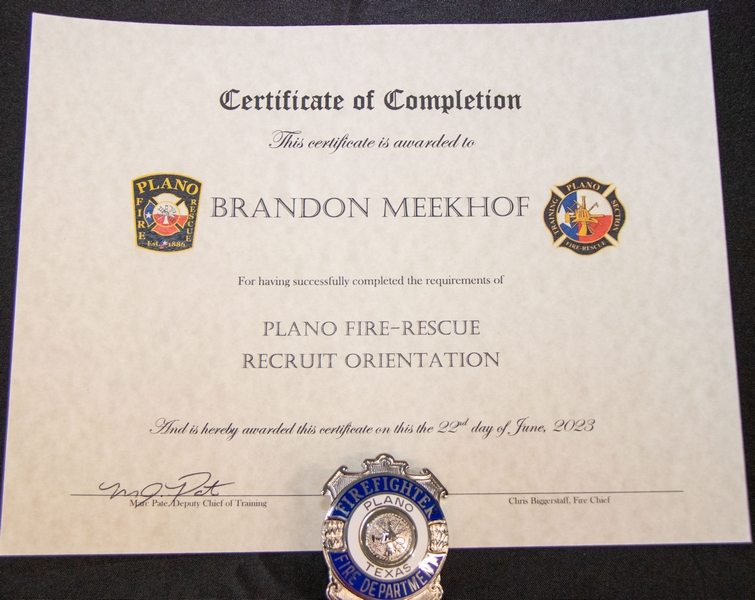 Certificate of Completion
This certificate is awarded to
PLANO
FIRE
RESCUE
Est. 1886
BRANDON MEEKHOF
PLANO
TRAINING
SECTION
FIRE-RESCUE
For having successfully completed the requirements of
PLANO FIRE-RESCUE
RECRUIT ORIENTATION
And is hereby awarded this certificate on this the 22nd day of June, 2023
Marc Pate, Deputy Chief of Training
Chris Biggerstaff, Fire Chief
FIREFIGHTER
PLANO
TEXAS
FIRE DEPARTMENT